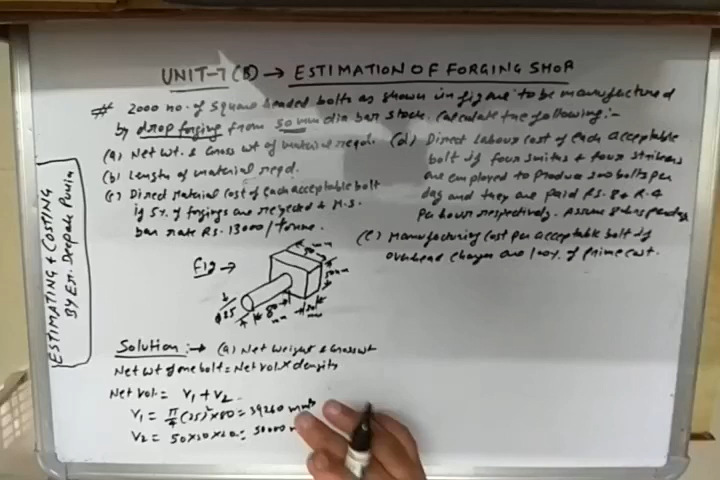 UNIT-7 (B) → ESTIMATION OF FORGING SHOP
# 2000 no. of square headed bolts as shown in figure to be manufactured
by drop forging from 50 mm dia bar stock. Calculate the following:-
(a) Net wt. & Gross wt of material reqd.
(b) Length of material reqd.
(c) Direct Material cost of each acceptable bolt
if 5% of forgings are rejected & M.S.
bar rate Rs. 13000/tonne.
(d) Direct Labour cost of each acceptable
bolt if four smiths & four strikers
are employed to produce bolts per
day and they are paid Rs. 8 & R. 4
Per hour respectively. Assume 8 hrs per day
(e) Manufacturing cost per acceptable bolt if
overhead charges are 100% of prime cost.
Fig →
50
mm
50
mm
80
mm
ϕ25
ESTIMATING & COSTING
BY Er. Deepak Punia
Solution :→ (a) Net weight & Gross wt
Net wt of one bolt = Net vol. × density
Net Vol. = V1 + V2
V1 = π/4 (25)² × 80 = 39260 mm³
V2 = 50×50×20 = 50000